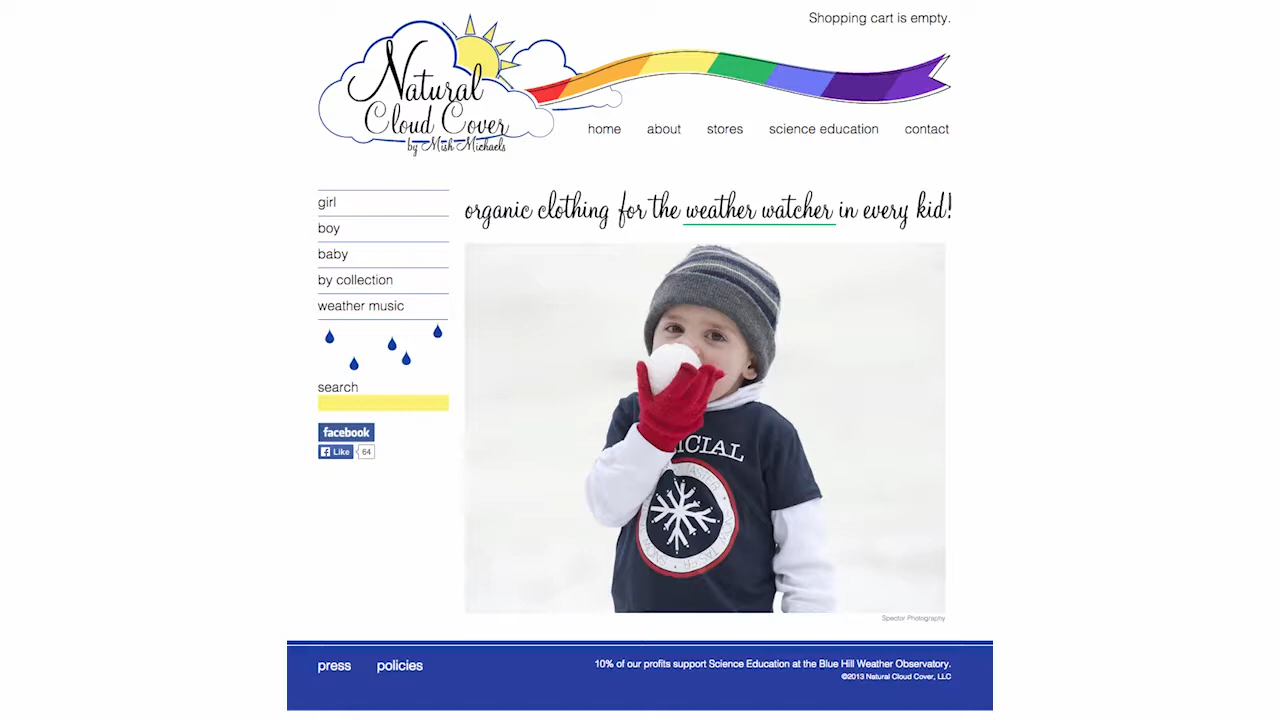 Shopping cart is empty.
Natural
Cloud Cover
by Mish Michaels
home about stores science education contact
girl
boy
baby
by collection
weather music
search
facebook
Like 64
organic clothing for the weather watcher in every kid!
Spector Photography
press policies
10% of our profits support Science Education at the Blue Hill Weather Observatory.
©2013 Natural Cloud Cover, LLC